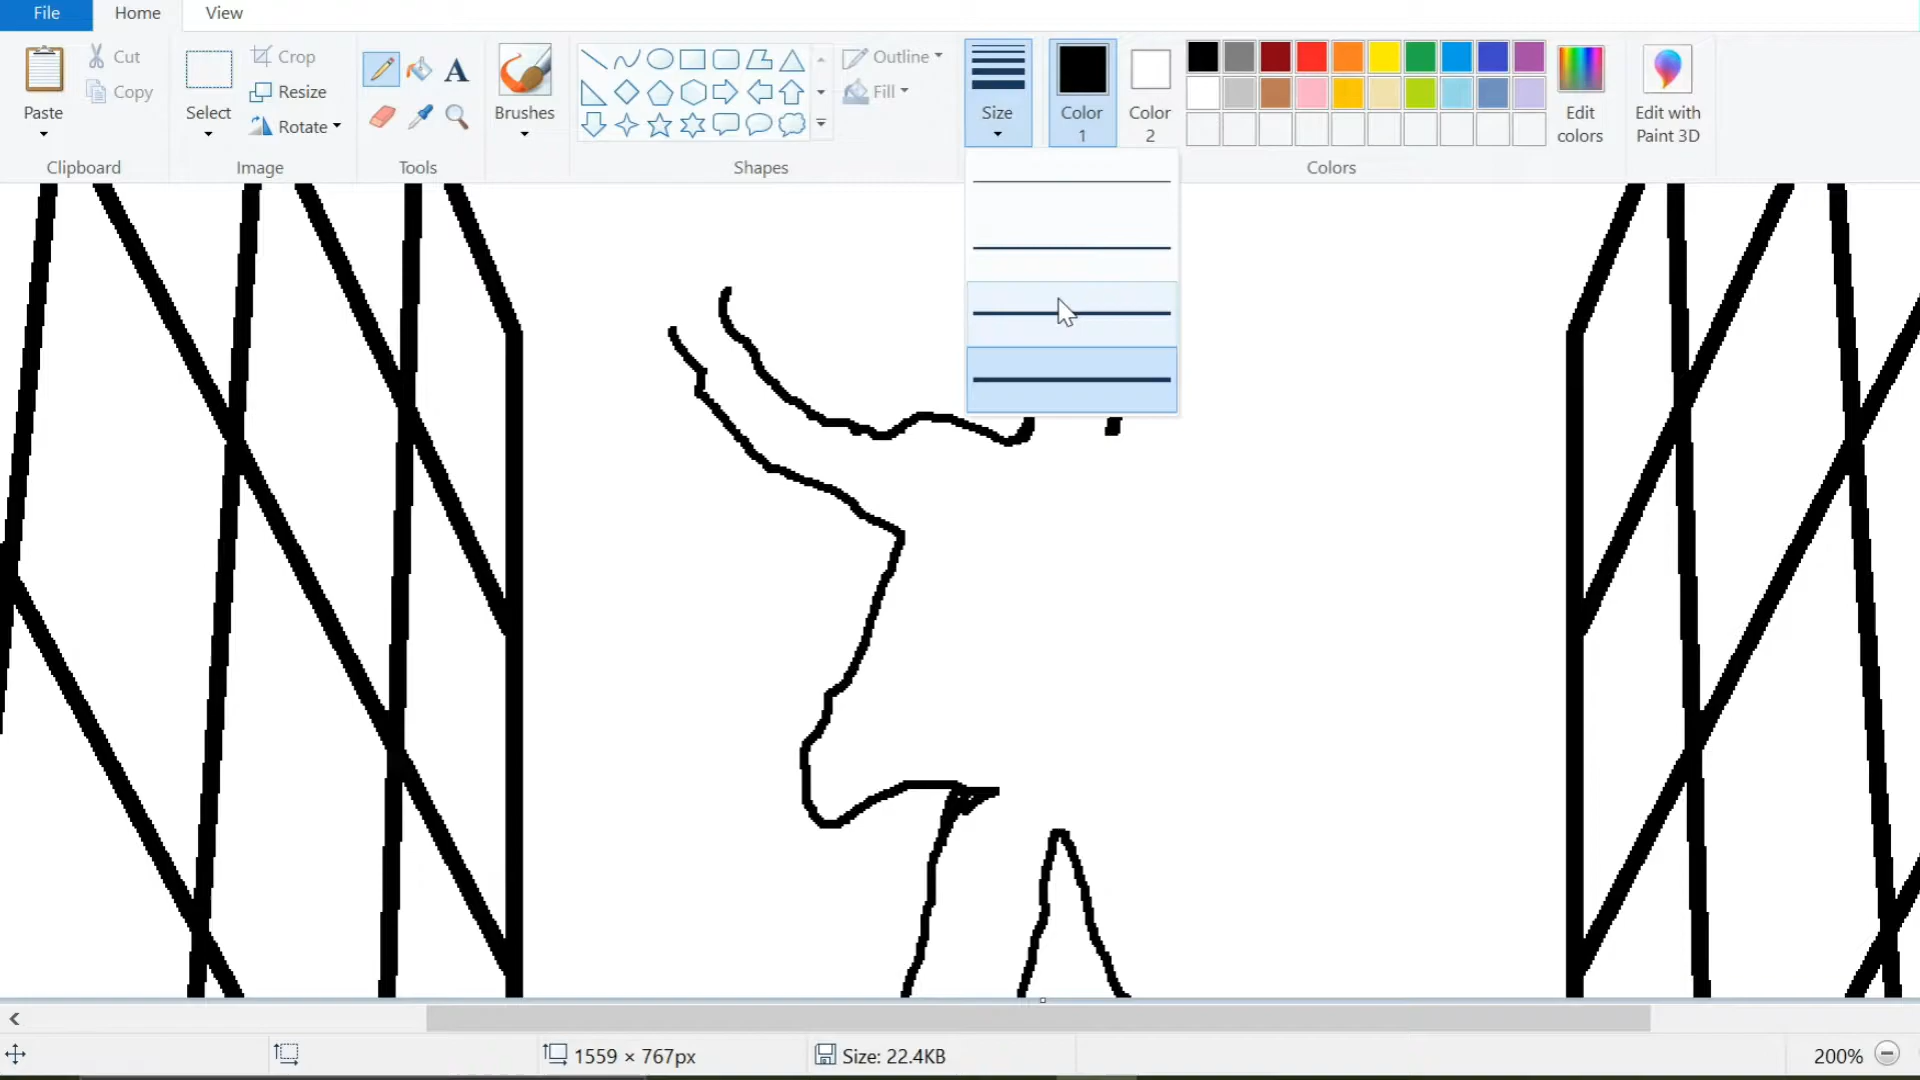 File Home View
Paste
Cut
Copy
Clipboard
Select
Crop
Resize
Rotate
Image
A
Tools
Brushes
Shapes
Outline
Fill
Size
Color
1
Color
2
Edit
colors
Colors
Edit with
Paint 3D
1559 × 767px
Size: 22.4KB
200%